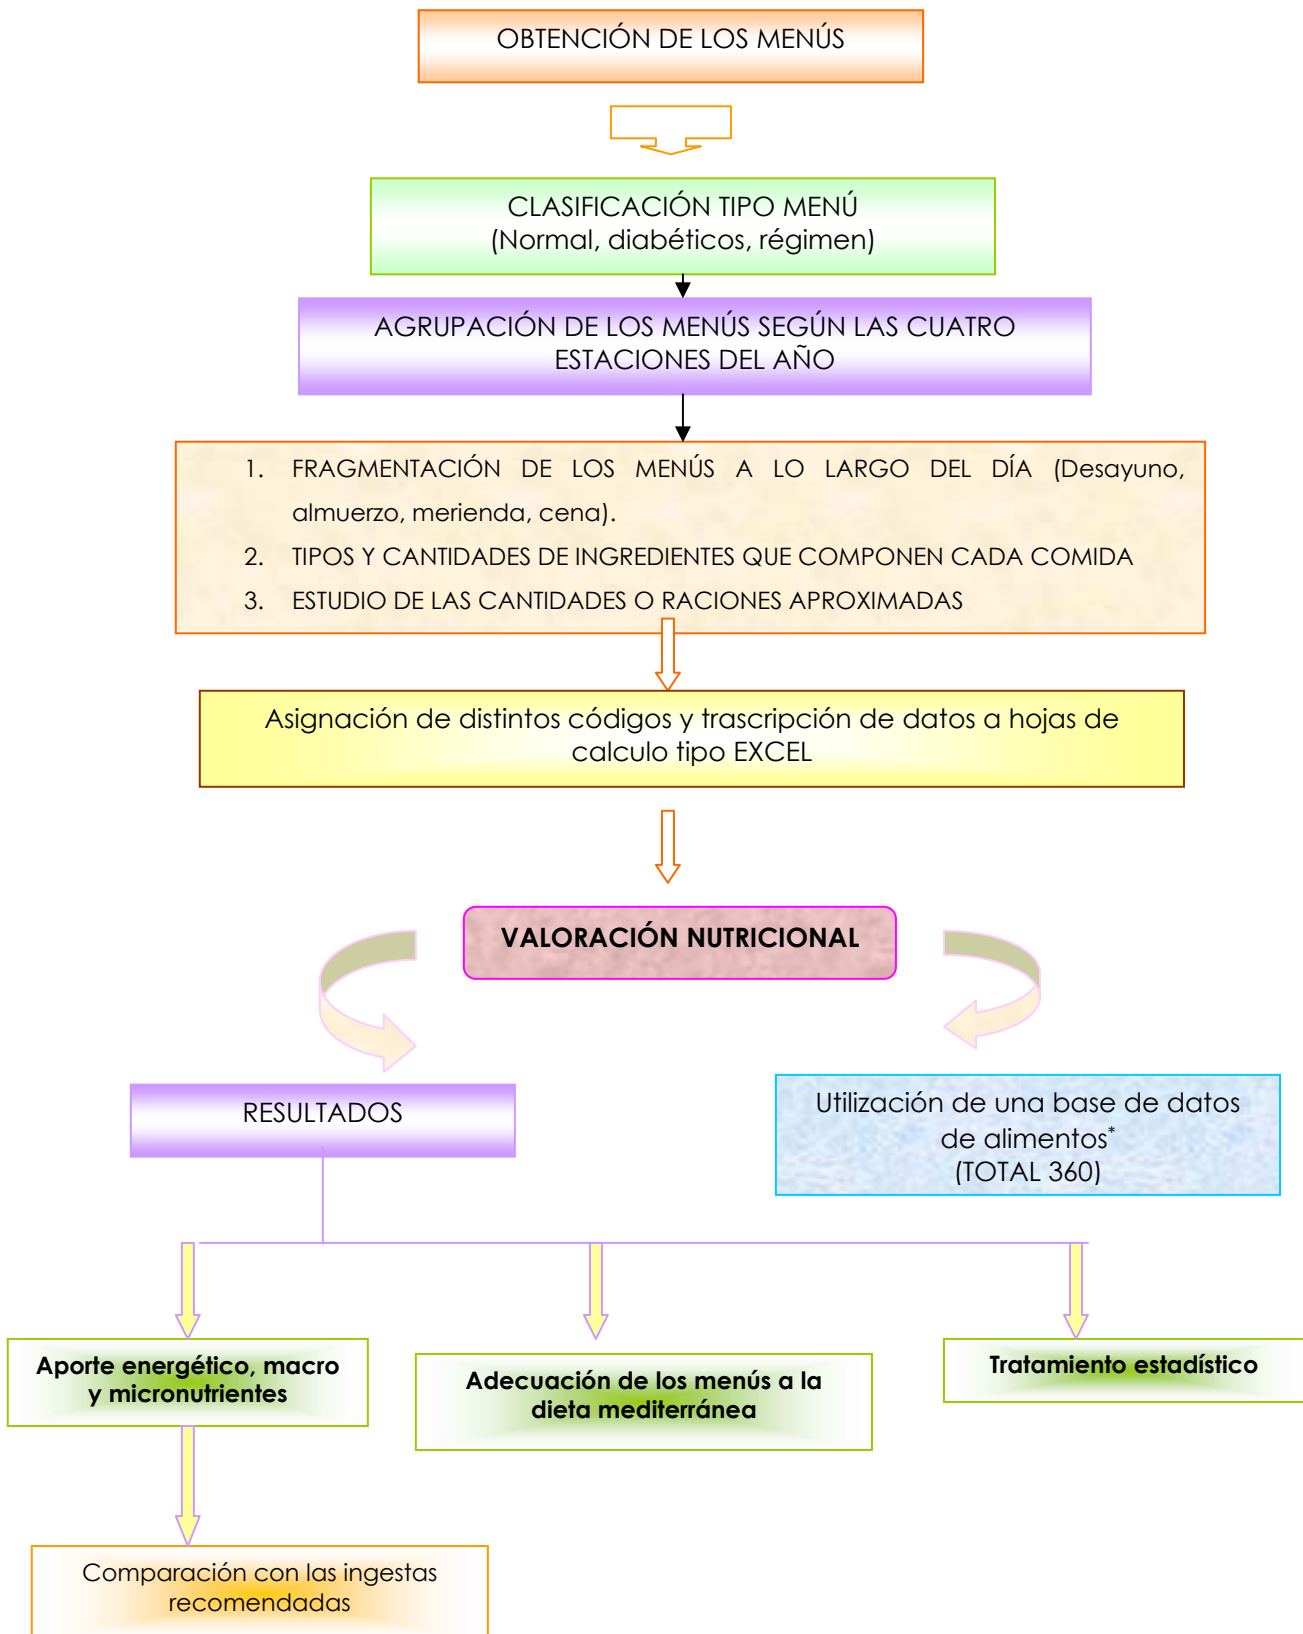 OBTENCIÓN DE LOS MENÚS
CLASIFICACIÓN TIPO MENÚ
(Normal, diabéticos, régimen)
AGRUPACIÓN DE LOS MENÚS SEGÚN LAS CUATRO
ESTACIONES DEL AÑO
1. FRAGMENTACIÓN DE LOS MENÚS A LO LARGO DEL DÍA (Desayuno,
almuerzo, merienda, cena).
2. TIPOS Y CANTIDADES DE INGREDIENTES QUE COMPONEN CADA COMIDA
3. ESTUDIO DE LAS CANTIDADES O RACIONES APROXIMADAS
Asignación de distintos códigos y trascripción de datos a hojas de
calculo tipo EXCEL
VALORACIÓN NUTRICIONAL
RESULTADOS
Utilización de una base de datos
de alimentos*
(TOTAL 360)
Aporte energético, macro
y micronutrientes
Adecuación de los menús a la
dieta mediterránea
Tratamiento estadístico
Comparación con las ingestas
recomendadas